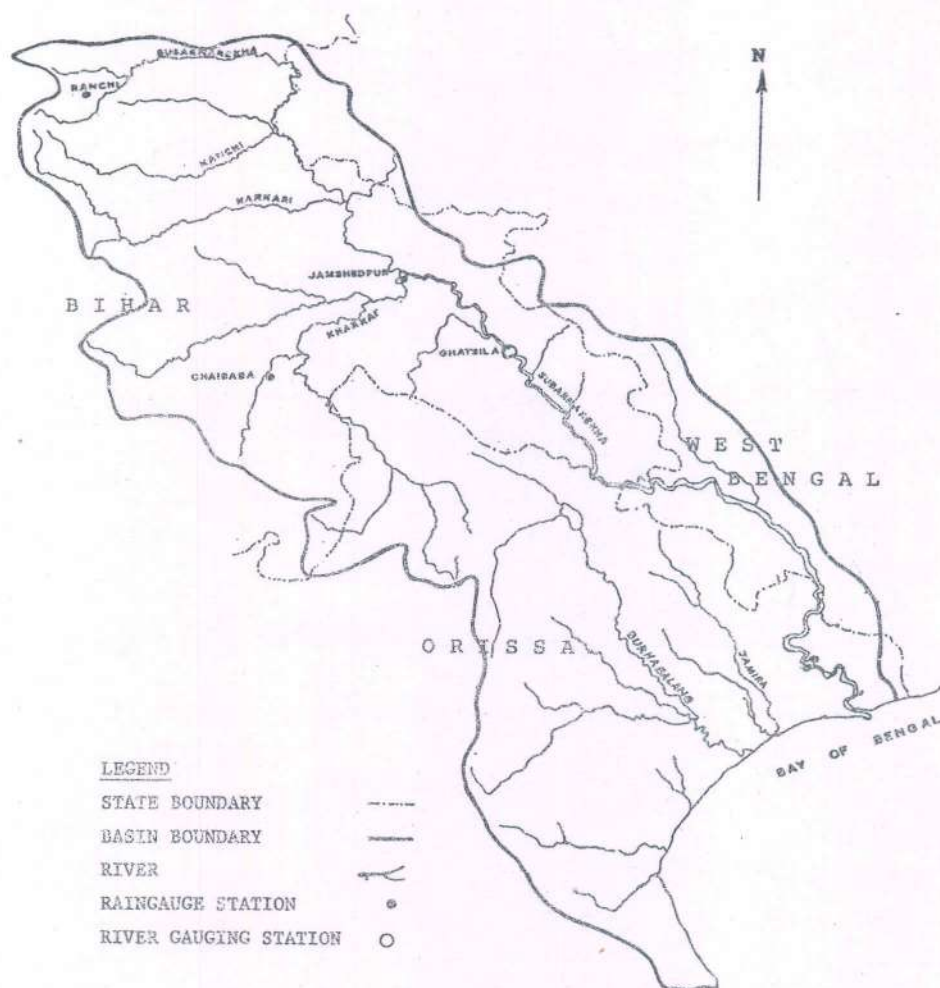 SUBARNAREKHA
N
RANCHI
KANCHI
KARKARI
JAMSHEDPUR
BIHAR
KHARKAI
GHATSILA
CHAIBASA
SUBARNAREKHA
WEST
BENGAL
ORISSA
BURHABALANG
JAMIRA
BAY OF BENGAL
LEGEND
STATE BOUNDARY
BASIN BOUNDARY
RIVER
RAINGAUGE STATION
RIVER GAUGING STATION